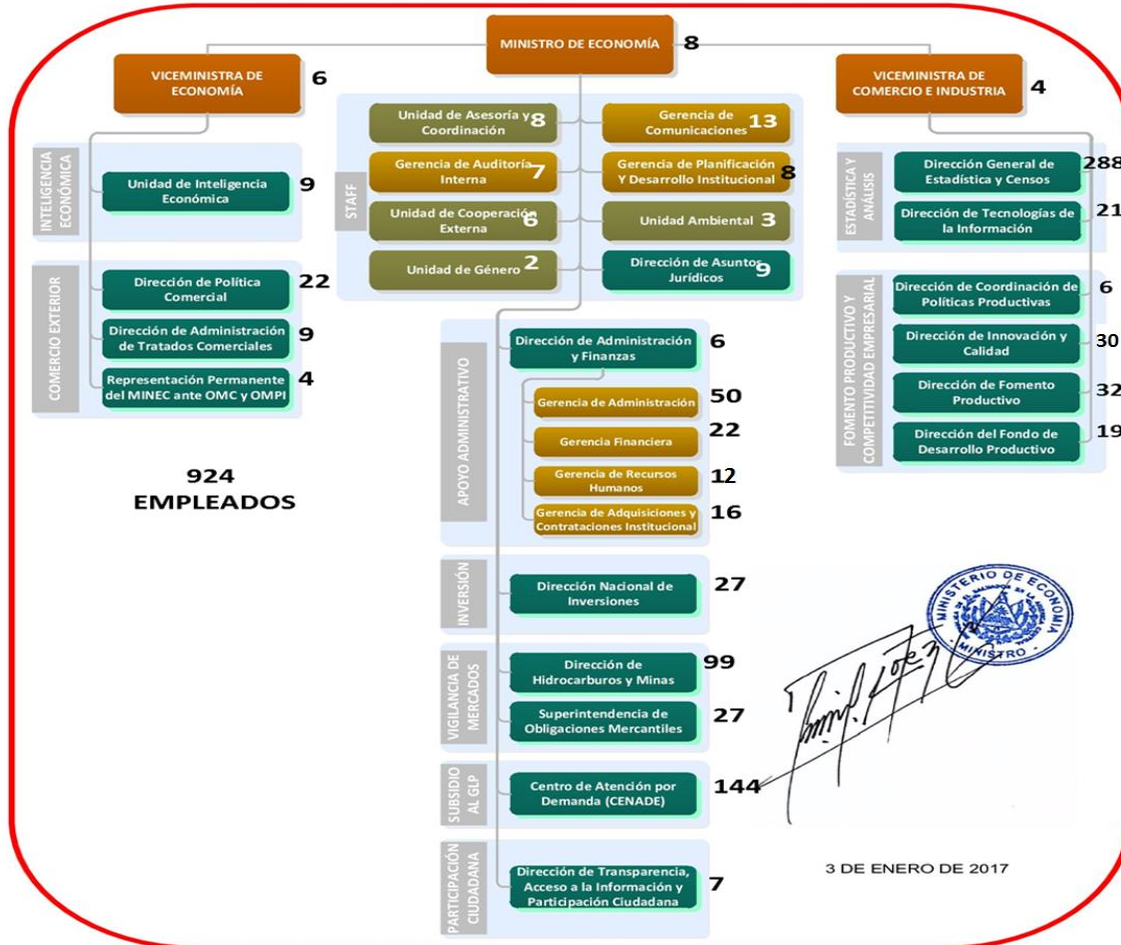 MINISTRO DE ECONOMÍA 8
VICEMINISTRA DE
ECONOMÍA
6
VICEMINISTRA DE
COMERCIO E INDUSTRIA
4
INTELIGENCIA
ECONÓMICA
Unidad de Inteligencia
Económica
9
COMERCIO EXTERIOR
Dirección de Política
Comercial
22
Dirección de Administración
de Tratados Comerciales
9
Representación Permanente
del MINEC ante OMC y OMPI
4
924
EMPLEADOS
STAFF
Unidad de Asesoría y
Coordinación
8
Gerencia de
Comunicaciones
13
Gerencia de Auditoría
Interna
7
Gerencia de Planificación
Y Desarrollo Institucional
8
Unidad de Cooperación
Externa
6
Unidad Ambiental 3
Unidad de Género 2
Dirección de Asuntos
Jurídicos
9
APOYO ADMINISTRATIVO
Dirección de Administración
y Finanzas
6
Gerencia de Administración 50
Gerencia Financiera 22
Gerencia de Recursos
Humanos
12
Gerencia de Adquisiciones y
Contrataciones Institucional
16
INVERSIÓN
Dirección Nacional de
Inversiones
27
VIGILANCIA DE
MERCADOS
Dirección de
Hidrocarburos y Minas
99
Superintendencia de
Obligaciones Mercantiles
27
SUBSIDIO
AL GLP
Centro de Atención por
Demanda (CENADE)
144
PARTICIPACIÓN
CIUDADANA
Dirección de Transparencia,
Acceso a la Información y
Participación Ciudadana
7
ESTADÍSTICA Y
ANÁLISIS
Dirección General de
Estadística y Censos
288
Dirección de Tecnologías de
la Información
21
FOMENTO PRODUCTIVO Y
COMPETITIVIDAD EMPRESARIAL
Dirección de Coordinación de
Políticas Productivas
6
Dirección de Innovación y
Calidad
30
Dirección de Fomento
Productivo
32
Dirección del Fondo de
Desarrollo Productivo
19
MINISTERIO DE ECONOMIA
MINISTRO
3 DE ENERO DE 2017